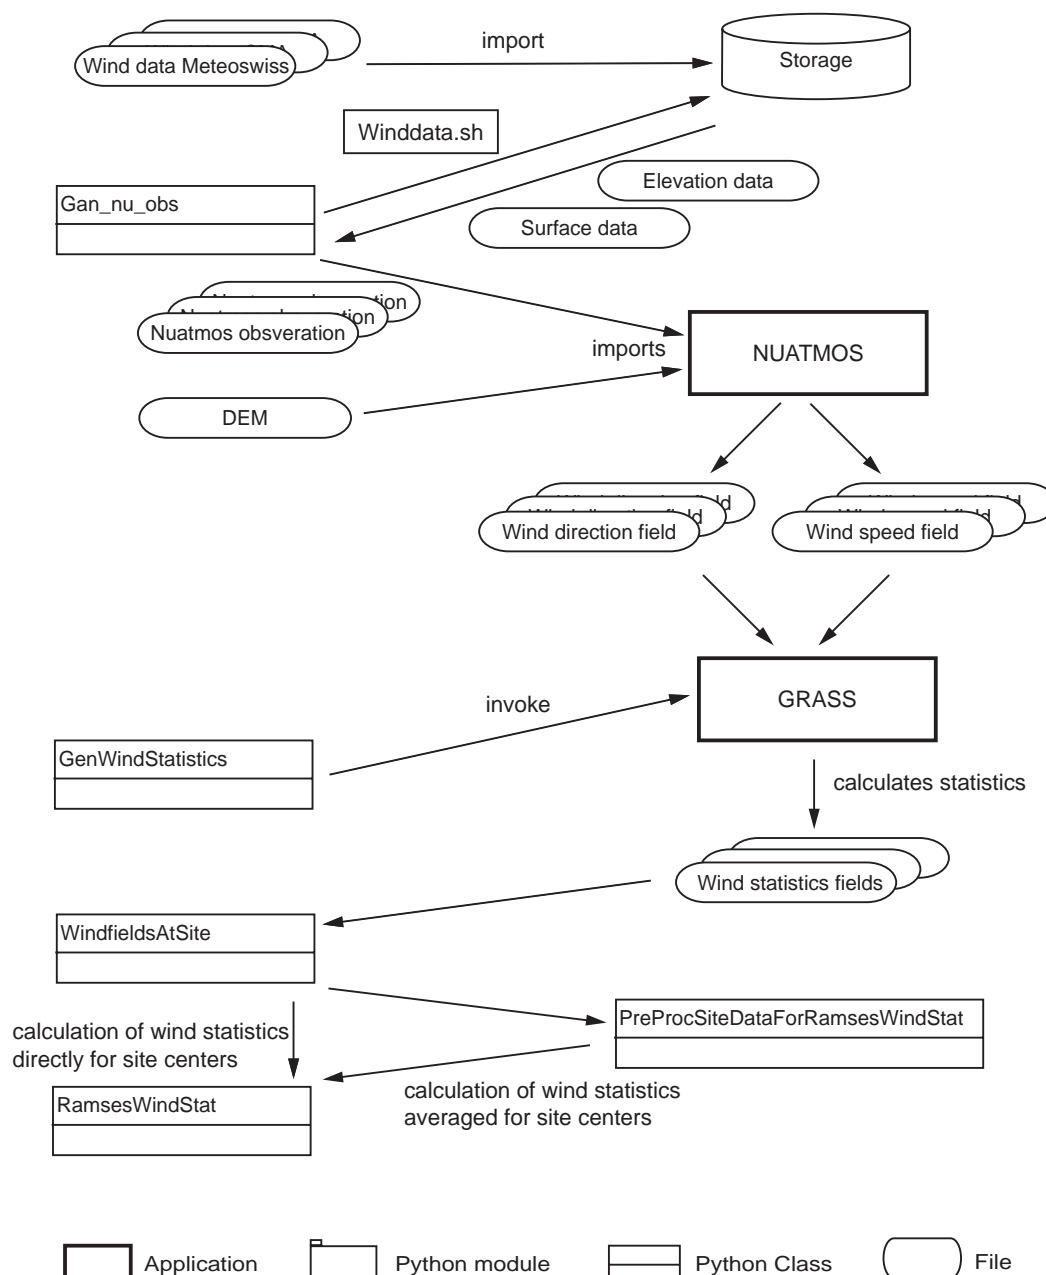 import
Wind data Meteoswiss
Storage
Winddata.sh
Elevation data
Gan_nu_obs
Surface data
Nuatmos obsveration
imports
NUATMOS
DEM
Wind direction field
Wind speed field
GRASS
invoke
GenWindStatistics
calculates statistics
Wind statistics fields
WindfieldsAtSite
PreProcSiteDataForRamsesWindStat
calculation of wind statistics
directly for site centers
calculation of wind statistics
averaged for site centers
RamsesWindStat
Application
Python module
Python Class
File